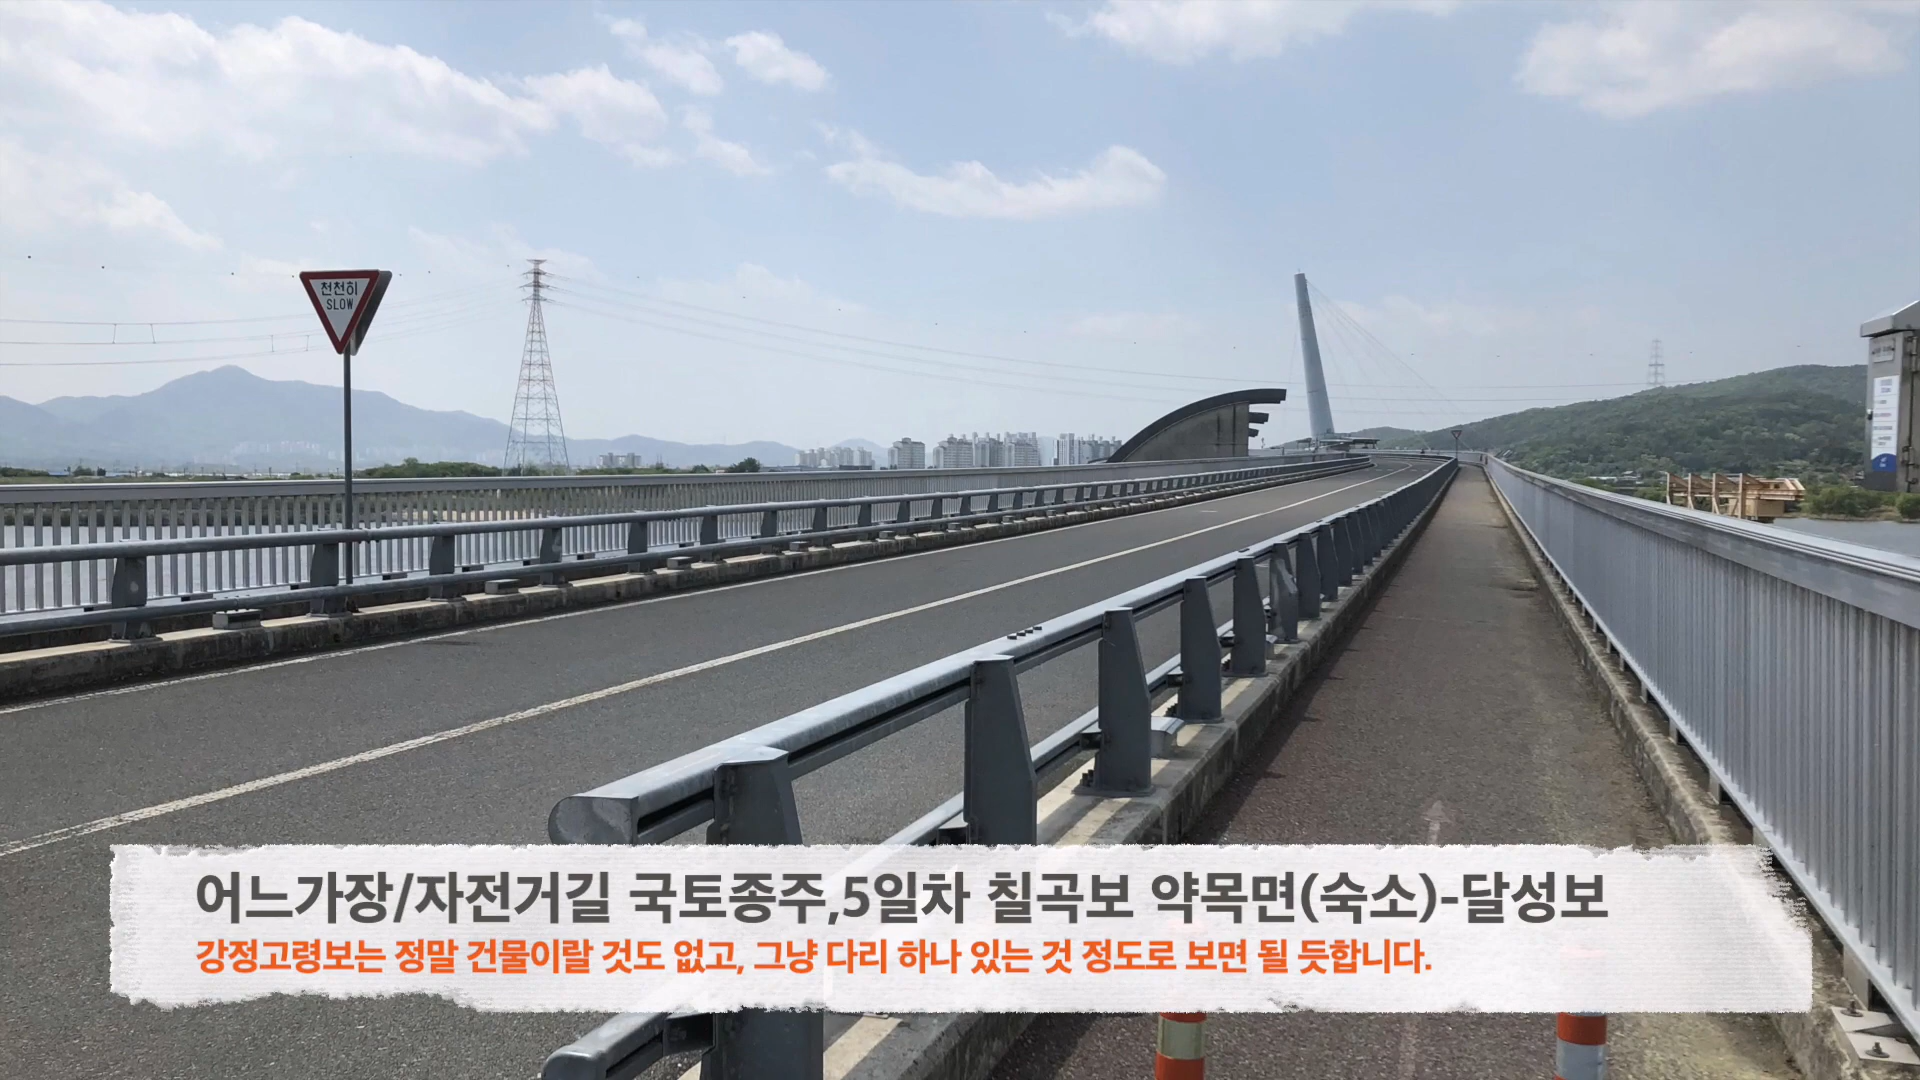 천천히
SLOW
어느가장/자전거길 국토종주,5일차 칠곡보 약목면(숙소)-달성보
강정고령보는 정말 건물이랄 것도 없고, 그냥 다리 하나 있는 것 정도로 보면 될 듯합니다.